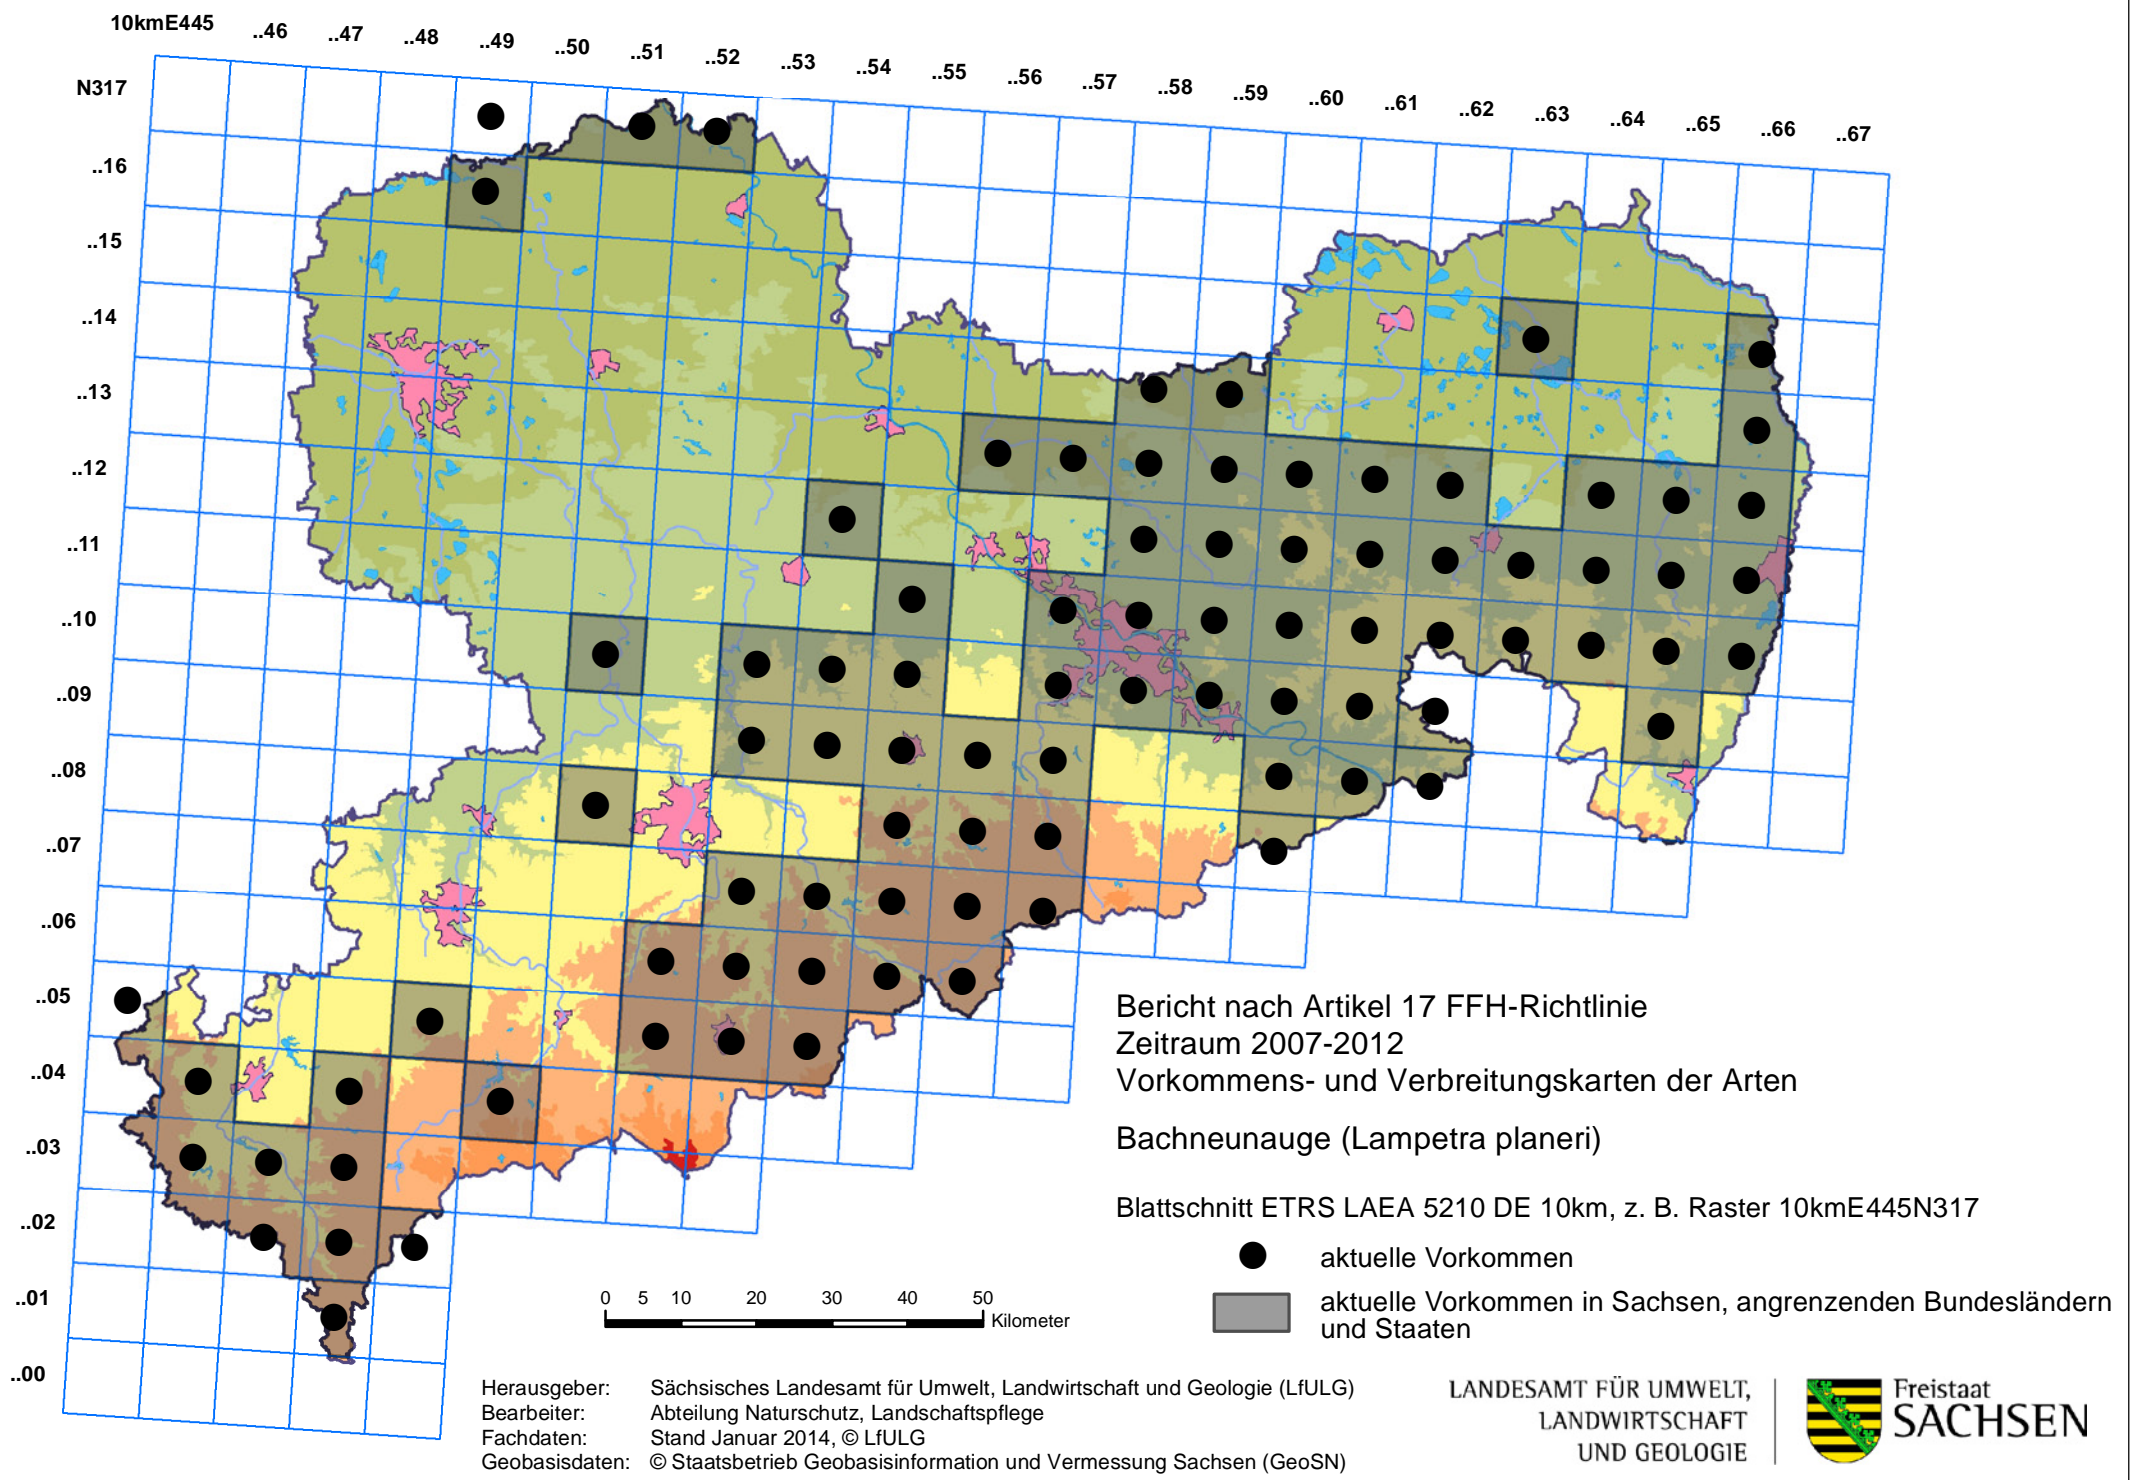 10kmE445 ..46 ..47 ..48 ..49 ..50 ..51 ..52 ..53 ..54 ..55 ..56 ..57 ..58 ..59 ..60 ..61 ..62 ..63 ..64 ..65 ..66 ..67
N317
..16
..15
..14
..13
..12
..11
..10
..09
..08
..07
..06
..05
..04
..03
..02
..01
..00
Bericht nach Artikel 17 FFH-Richtlinie
Zeitraum 2007-2012
Vorkommens- und Verbreitungskarten der Arten
Bachneunauge (Lampetra planeri)
Blattschnitt ETRS LAEA 5210 DE 10km, z. B. Raster 10kmE445N317
aktuelle Vorkommen
aktuelle Vorkommen in Sachsen, angrenzenden Bundesländern
und Staaten
0 5 10 20 30 40 50
Kilometer
Herausgeber: Sächsisches Landesamt für Umwelt, Landwirtschaft und Geologie (LfULG)
Bearbeiter: Abteilung Naturschutz, Landschaftspflege
Fachdaten: Stand Januar 2014, © LfULG
Geobasisdaten: © Staatsbetrieb Geobasisinformation und Vermessung Sachsen (GeoSN)
LANDESAMT FÜR UMWELT,
LANDWIRTSCHAFT
UND GEOLOGIE
Freistaat
SACHSEN